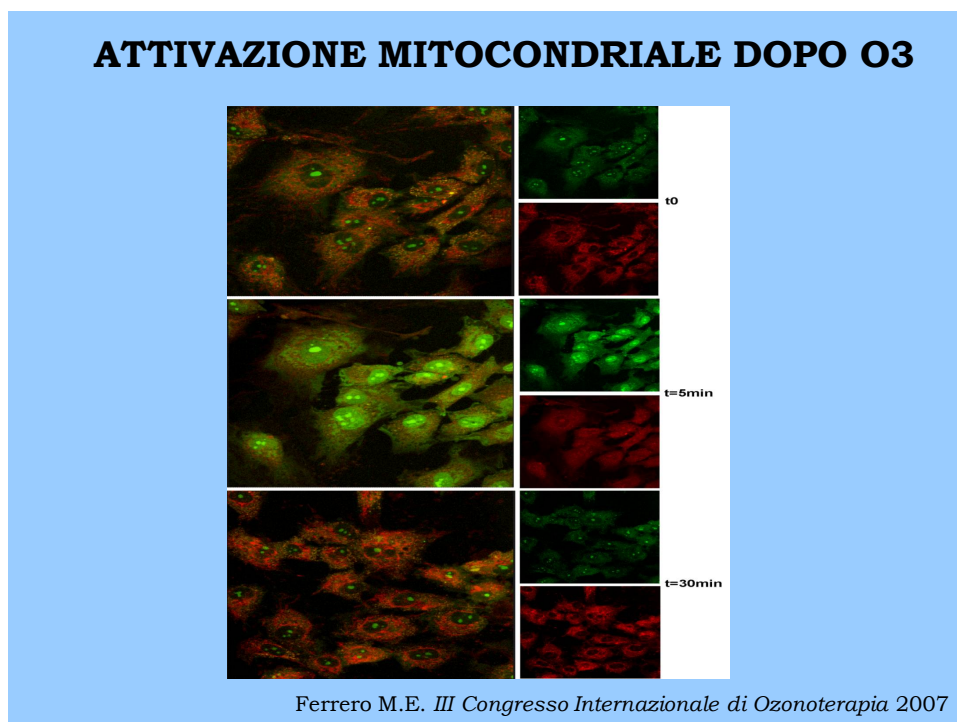 ATTIVAZIONE MITOCONDRIALE DOPO O3
t0
t=5min
t=30min
Ferrero M.E. III Congresso Internazionale di Ozonoterapia 2007